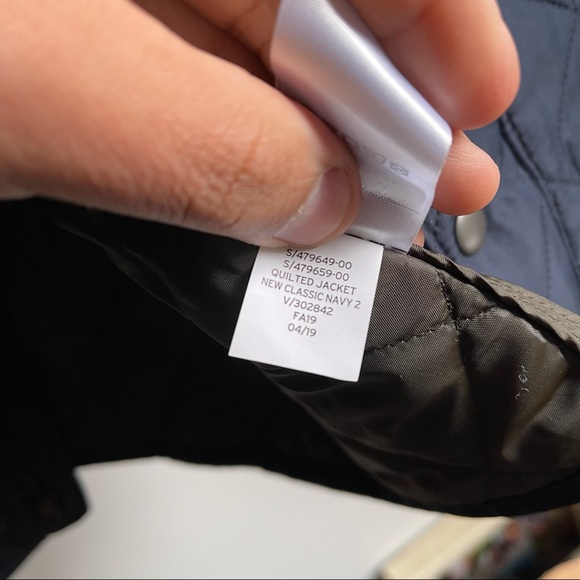 S/479649-00
S/479659-00
QUILTED JACKET
NEW CLASSIC NAVY 2
V/302842
FA19
04/19